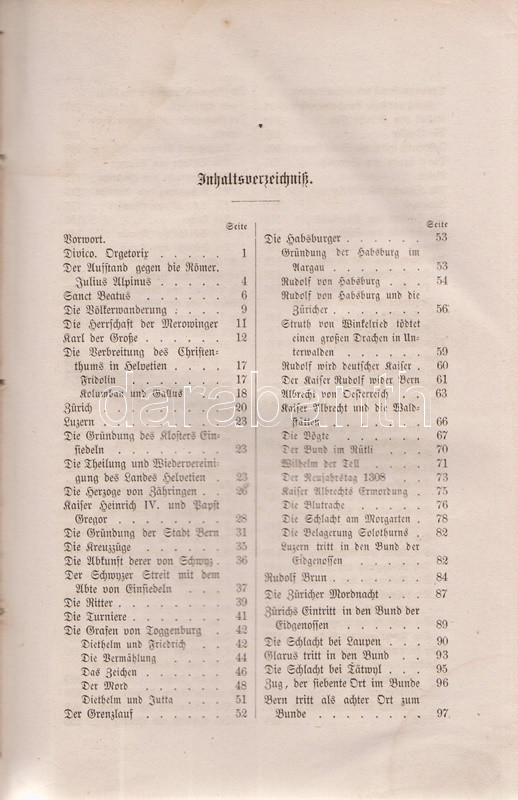 Inhaltsverzeichniß.
Seite
Vorwort.
Divico. Orgetorix . . . . . 1
Der Aufstand gegen die Römer.
Julius Alpinus . . . . . 4
Sanct Beatus . . . . . . 6
Die Völkerwanderung . . . . 9
Die Herrschaft der Merowinger 11
Karl der Große . . . . . 12
Die Verbreitung des Christen-
thums in Helvetien . . . . 17
Fridolin . . . . . . . 17
Kolumban und Gallus . . 18
Zürich . . . . . . . . 20
Luzern . . . . . . . . 23
Die Gründung des Klosters Ein-
siedeln . . . . . . . 23
Die Theilung und Wiedervereini-
gung des Landes Helvetien . 23
Die Herzoge von Zähringen . . 26
Kaiser Heinrich IV. und Papst
Gregor . . . . . . . 28
Die Gründung der Stadt Bern 31
Die Kreuzzüge . . . . . . 35
Die Abkunft derer von Schwyz . 36
Der Schwyzer Streit mit dem
Abte von Einsiedeln . . . 37
Die Ritter . . . . . . . 39
Die Turniere . . . . . . 41
Die Grafen von Toggenburg . 42
Diethelm und Friedrich . . 42
Die Vermählung . . . . 44
Das Zeichen . . . . . 46
Der Mord . . . . . . 48
Diethelm und Jutta . . . 51
Der Grenzlauf . . . . . . 52
Seite
Die Habsburger . . . . . . 53
Gründung der Habsburg im
Aargau . . . . . . 53
Rudolf von Habsburg . . . 54
Rudolf von Habsburg und die
Züricher . . . . . . 56
Struth von Winkelried tödtet
einen großen Drachen in Un-
terwalden . . . . . . 59
Rudolf wird deutscher Kaiser . 60
Der Kaiser Rudolf wider Bern 61
Albrecht von Oesterreich . . 63
Kaiser Albrecht und die Wald-
stätten . . . . . . . 66
Die Vögte . . . . . . 67
Der Bund im Rütli . . . 70
Wilhelm der Tell . . . . 71
Der Neujahrstag 1308 . . . 73
Kaiser Albrechts Ermordung . 75
Die Blutrache . . . . . 76
Die Schlacht am Morgarten . 78
Die Belagerung Solothurns . 82
Luzern tritt in den Bund der
Eidgenossen . . . . . 82
Rudolf Brun . . . . . . . 84
Die Züricher Mordnacht . . . 87
Zürichs Eintritt in den Bund der
Eidgenossen . . . . . . 89
Die Schlacht bei Laupen . . . 90
Glarus tritt in den Bund . . 93
Die Schlacht bei Tätwyl . . . 95
Zug, der siebente Ort im Bunde 96
Bern tritt als achter Ort zum
Bunde . . . . . . . 97
darabanth